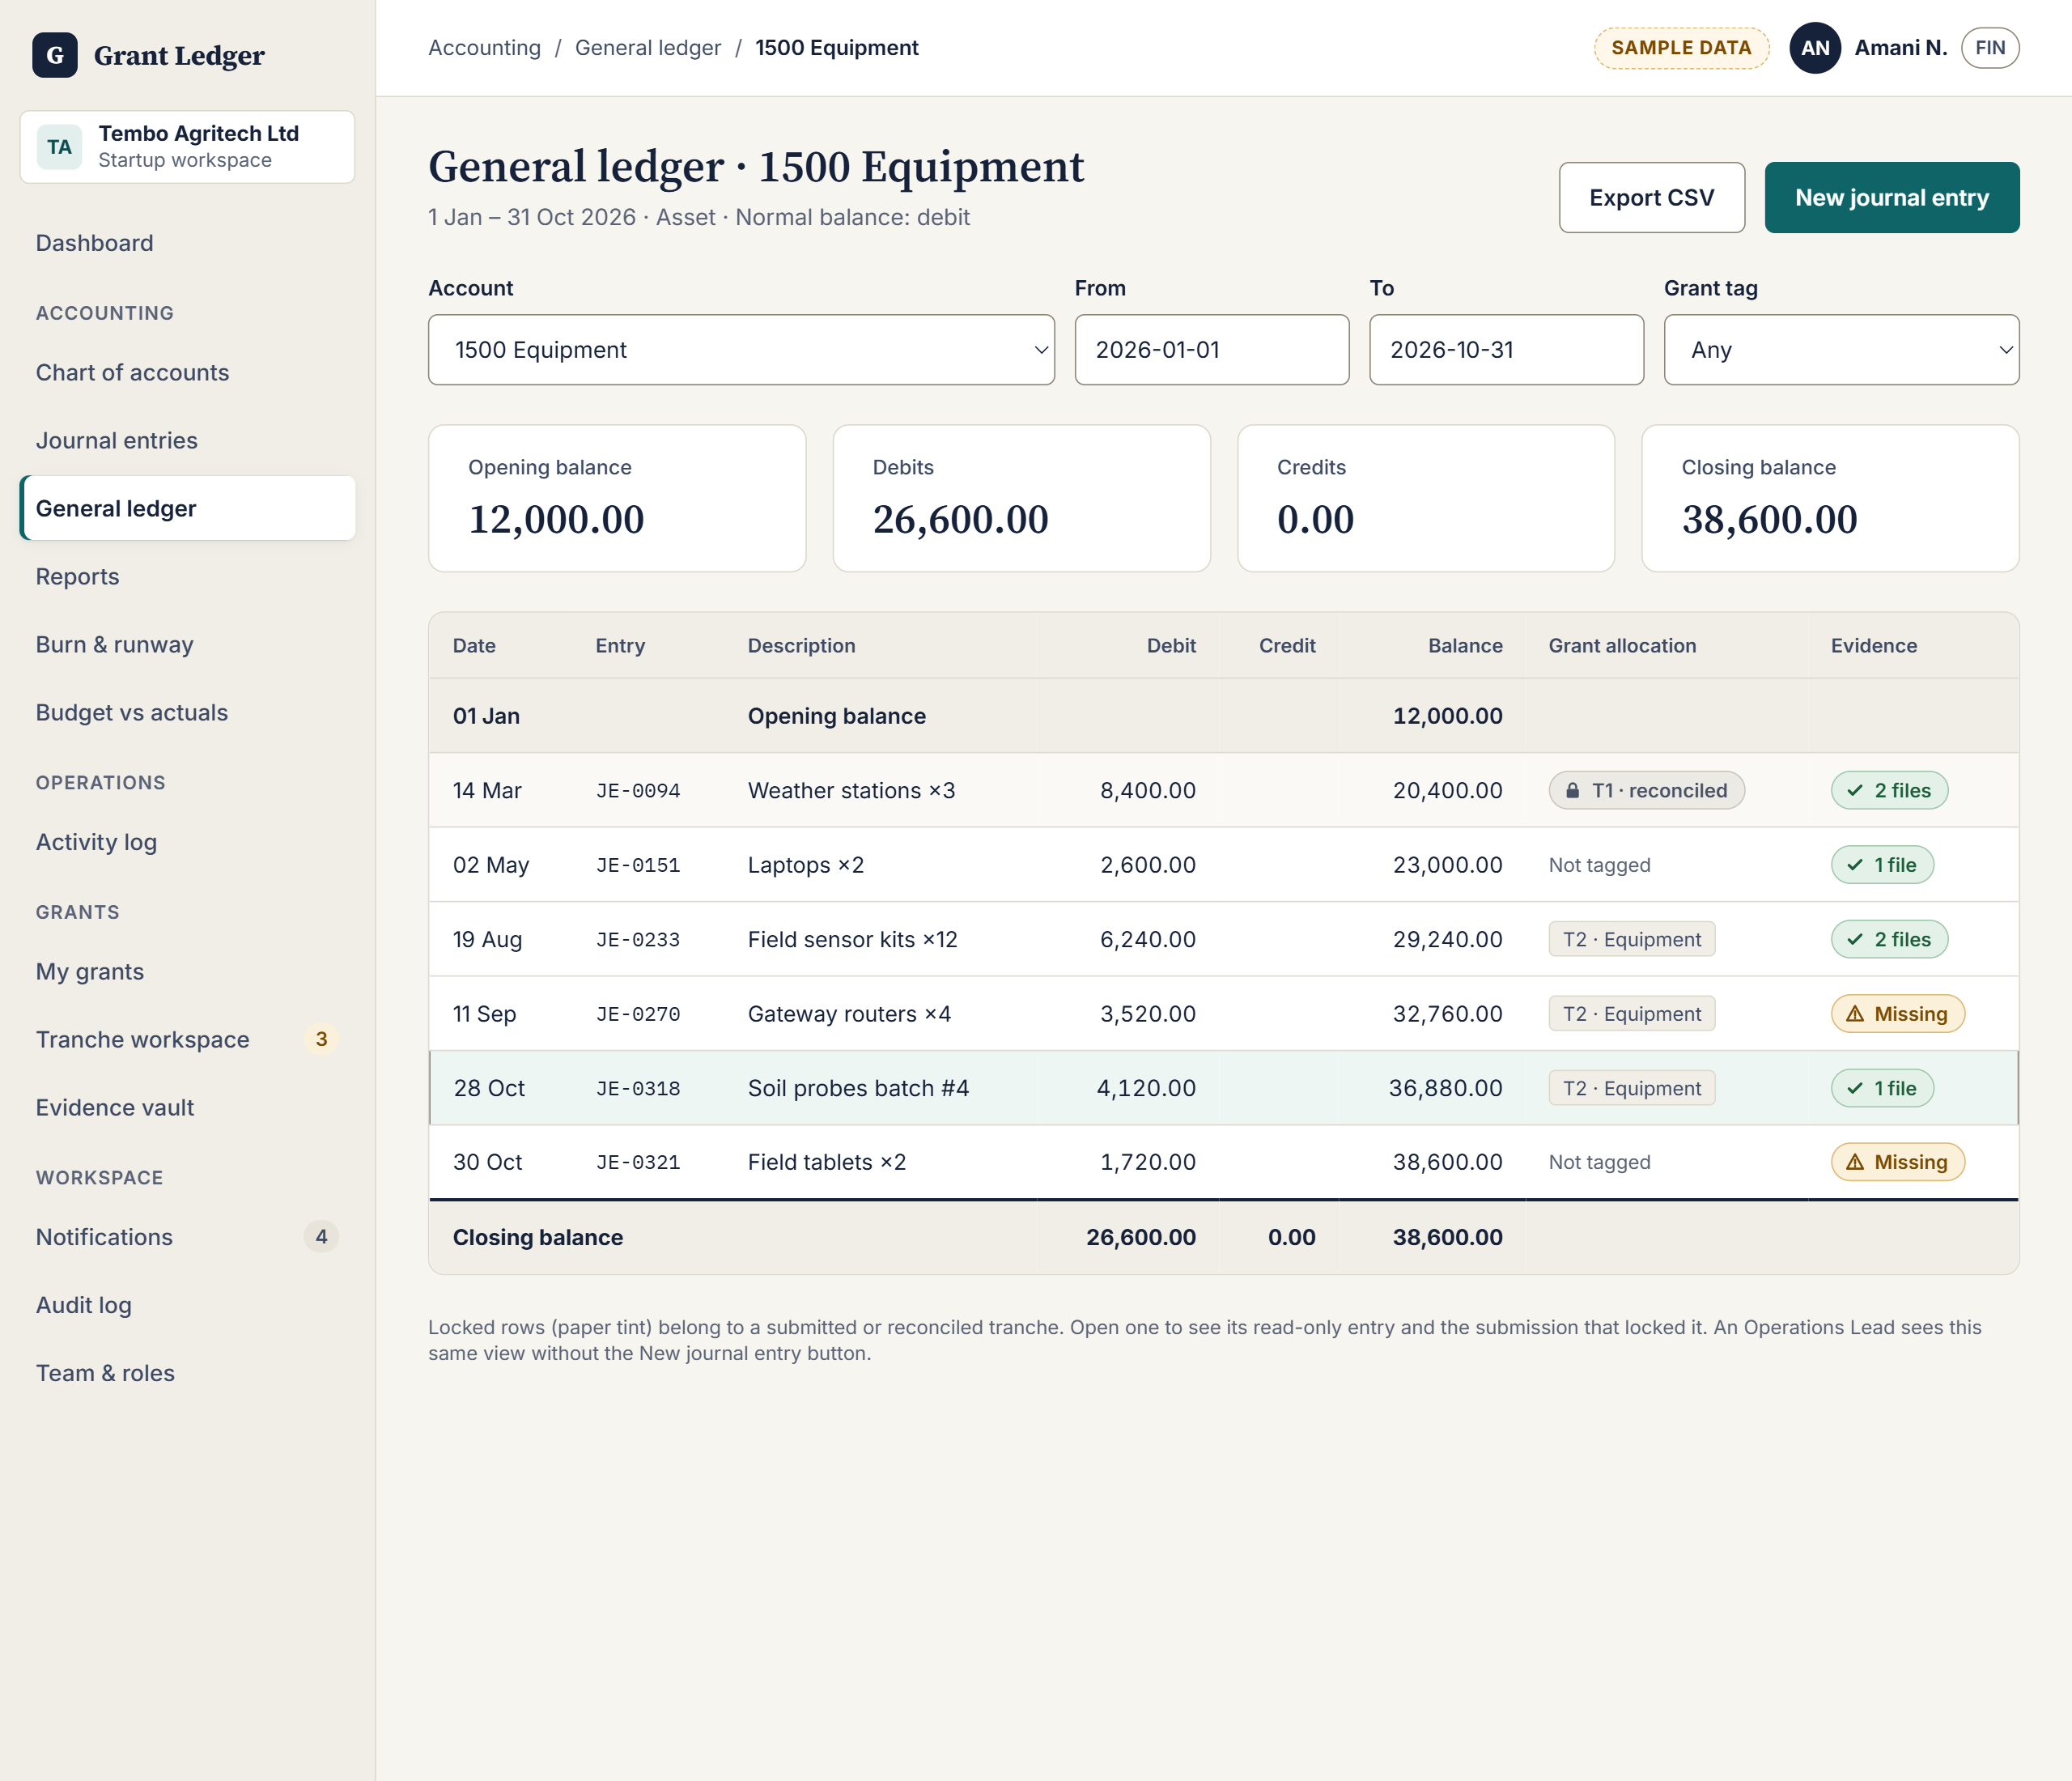 G Grant Ledger
TA Tembo Agritech Ltd
Startup workspace
Dashboard
ACCOUNTING
Chart of accounts
Journal entries
General ledger
Reports
Burn & runway
Budget vs actuals
OPERATIONS
Activity log
GRANTS
My grants
Tranche workspace 3
Evidence vault
WORKSPACE
Notifications 4
Audit log
Team & roles
Accounting / General ledger / 1500 Equipment
SAMPLE DATA AN Amani N. FIN
General ledger · 1500 Equipment
1 Jan – 31 Oct 2026 · Asset · Normal balance: debit
Export CSV New journal entry
Account From To Grant tag
1500 Equipment 2026-01-01 2026-10-31 Any
Opening balance Debits Credits Closing balance
12,000.00 26,600.00 0.00 38,600.00
Date Entry Description Debit Credit Balance Grant allocation Evidence
01 Jan Opening balance 12,000.00
14 Mar JE-0094 Weather stations ×3 8,400.00 20,400.00 T1 · reconciled 2 files
02 May JE-0151 Laptops ×2 2,600.00 23,000.00 Not tagged 1 file
19 Aug JE-0233 Field sensor kits ×12 6,240.00 29,240.00 T2 · Equipment 2 files
11 Sep JE-0270 Gateway routers ×4 3,520.00 32,760.00 T2 · Equipment Missing
28 Oct JE-0318 Soil probes batch #4 4,120.00 36,880.00 T2 · Equipment 1 file
30 Oct JE-0321 Field tablets ×2 1,720.00 38,600.00 Not tagged Missing
Closing balance 26,600.00 0.00 38,600.00
Locked rows (paper tint) belong to a submitted or reconciled tranche. Open one to see its read-only entry and the submission that locked it. An Operations Lead sees this
same view without the New journal entry button.